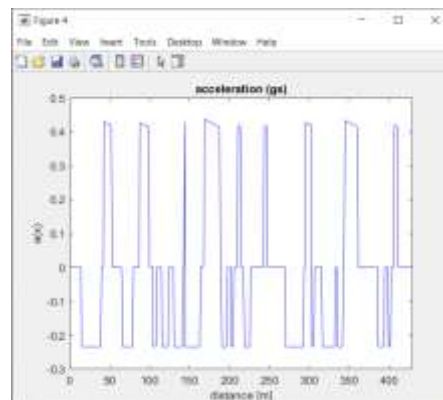 Figure 4
File Edit View Insert Tools Desktop Window Help
acceleration (gs)
0.5
0.4
0.3
0.2
0.1
0
-0.1
-0.2
-0.3
a(x)
0 50 100 150 200 250 300 350 400
distance [m]